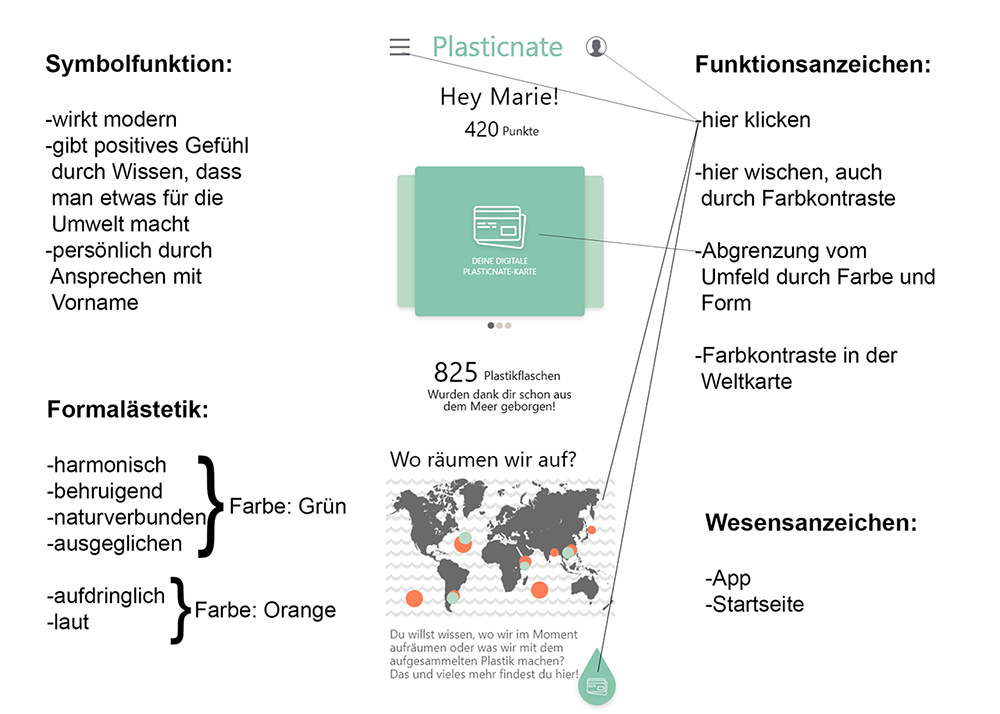 Symbolfunktion:
-wirkt modern
-gibt positives Gefühl
durch Wissen, dass
man etwas für die
Umwelt macht
-persönlich durch
Ansprechen mit
Vorname
Formalästetik:
-harmonisch
-behruigend
-naturverbunden
-ausgeglichen
} Farbe: Grün
-aufdringlich
-laut
} Farbe: Orange
Plasticnate
Hey Marie!
420 Punkte
DEINE DIGITALE
PLASTICNATE-KARTE
825 Plastikflaschen
Wurden dank dir schon aus
dem Meer geborgen!
Wo räumen wir auf?
Du willst wissen, wo wir im Moment
aufräumen oder was wir mit dem
aufgesammelten Plastik machen?
Das und vieles mehr findest du hier!
Funktionsanzeichen:
-hier klicken
-hier wischen, auch
durch Farbkontraste
-Abgrenzung vom
Umfeld durch Farbe und
Form
-Farbkontraste in der
Weltkarte
Wesensanzeichen:
-App
-Startseite